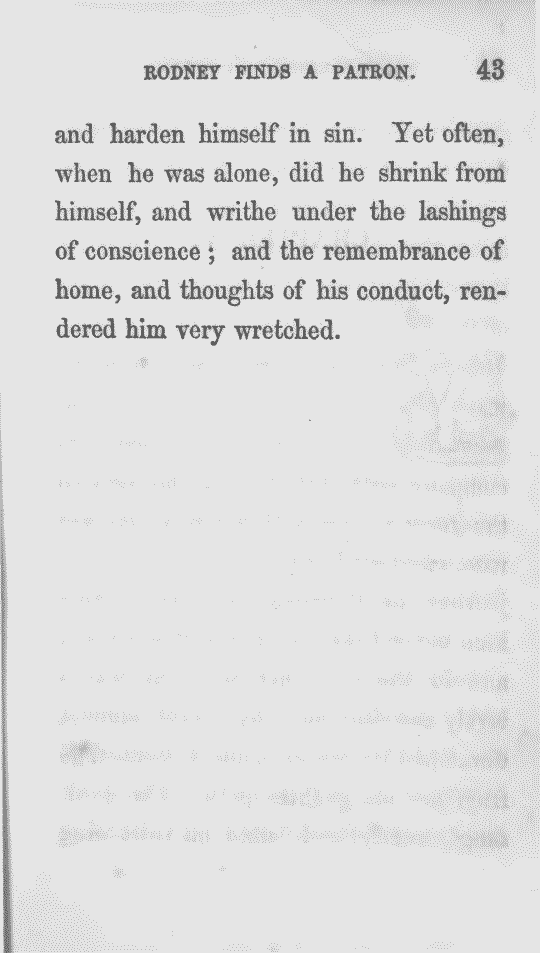 RODNEY FINDS A PATRON. 43
and harden himself in sin. Yet often,
when he was alone, did he shrink from
himself, and writhe under the lashings
of conscience ; and the remembrance of
home, and thoughts of his conduct, ren-
dered him very wretched.